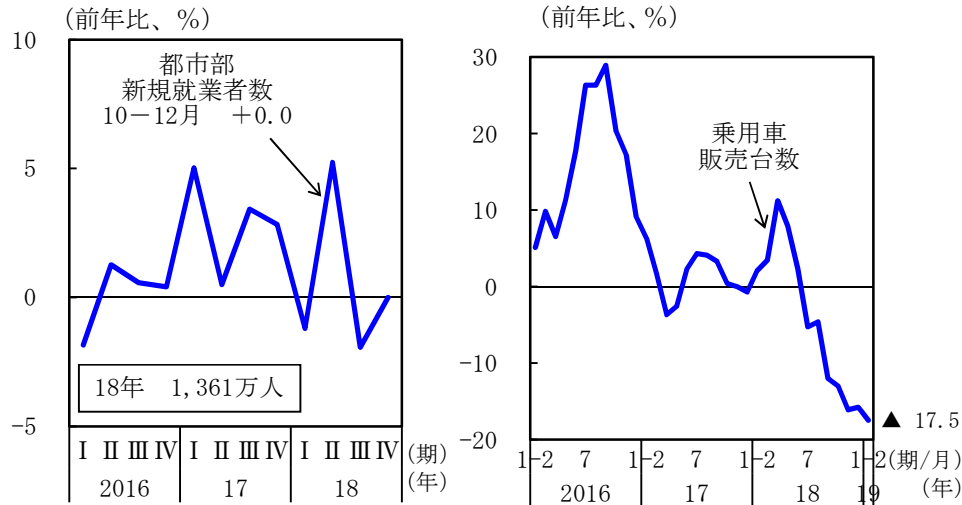 (前年比、%)
10
5
0
−5
都市部
新規就業者数
10−12月　+0.0
18年　1,361万人
Ⅰ Ⅱ Ⅲ Ⅳ Ⅰ Ⅱ Ⅲ Ⅳ Ⅰ Ⅱ Ⅲ Ⅳ (期)
2016 17 18 (年)
(前年比、%)
30
20
10
0
−10
−20
乗用車
販売台数
▲ 17.5
1-2 7 1-2 7 1-2 7 1-2 (期/月)
2016 17 18 19 (年)